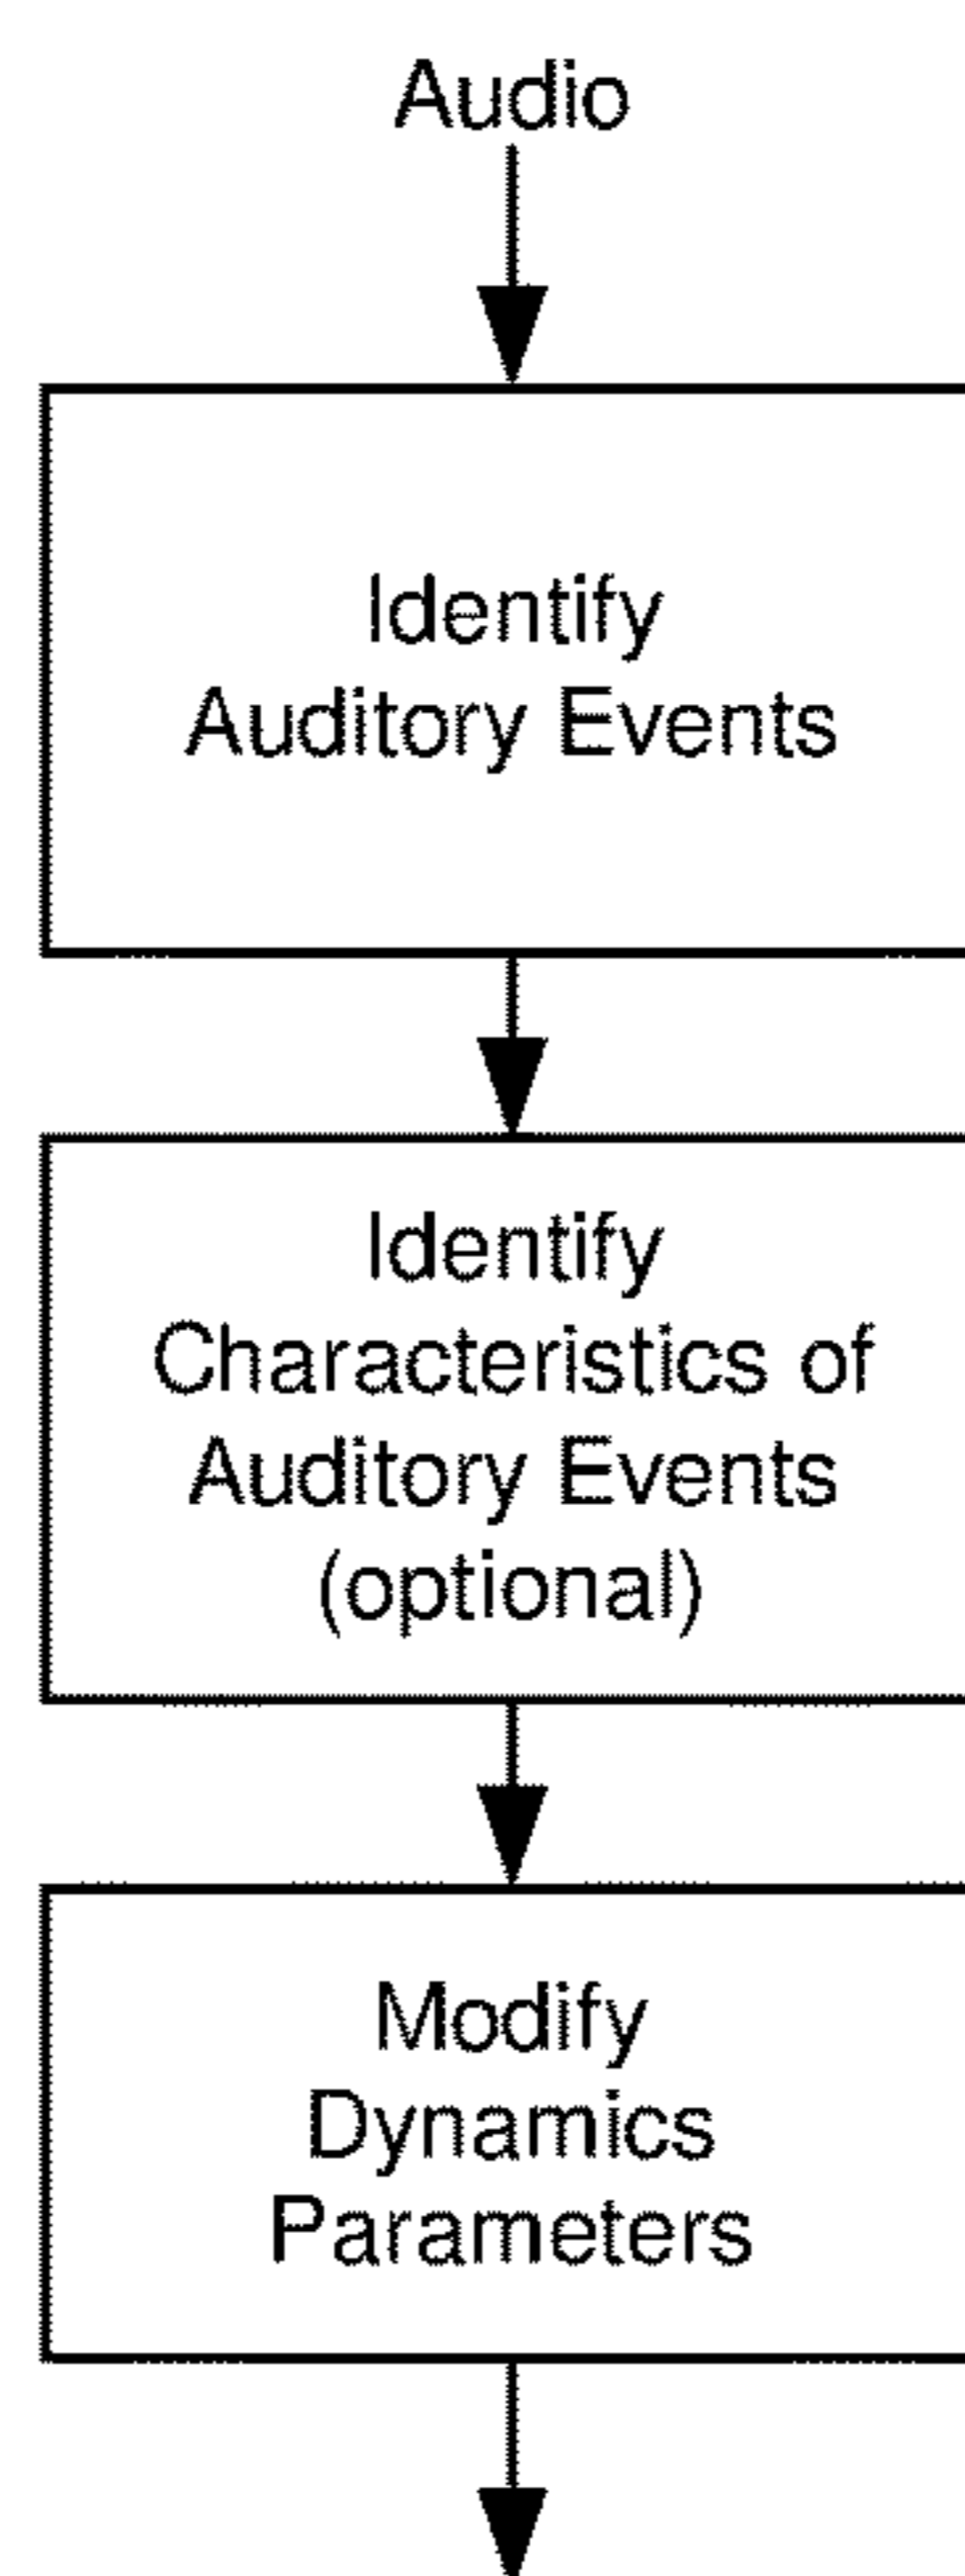 Audio
Identify
Auditory Events
Identify
Characteristics of
Auditory Events
(optional)
Modify
Dynamics
Parameters